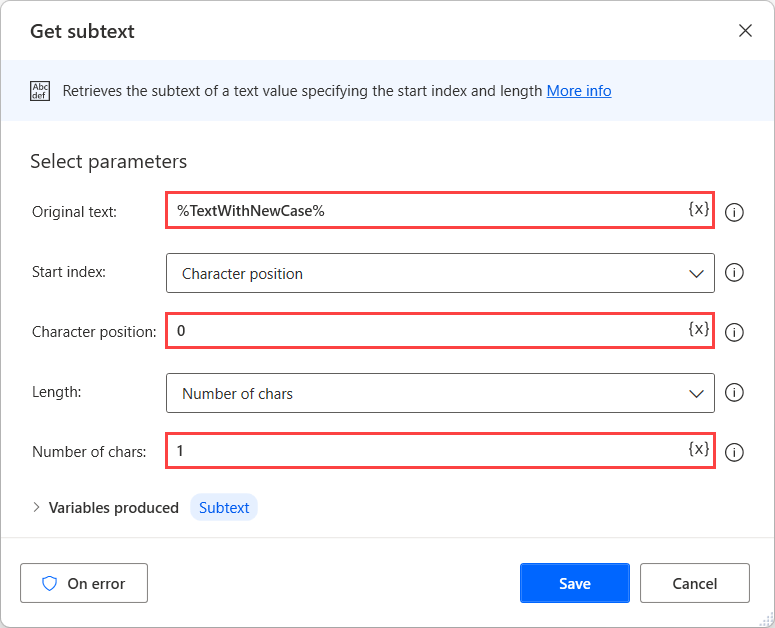 Get subtext
Abc
def
Retrieves the subtext of a text value specifying the start index and length More info
Select parameters
Original text: %TextWithNewCase% {x}
Start index: Character position
Character position: 0 {x}
Length: Number of chars
Number of chars: 1 {x}
Variables produced Subtext
On error Save Cancel